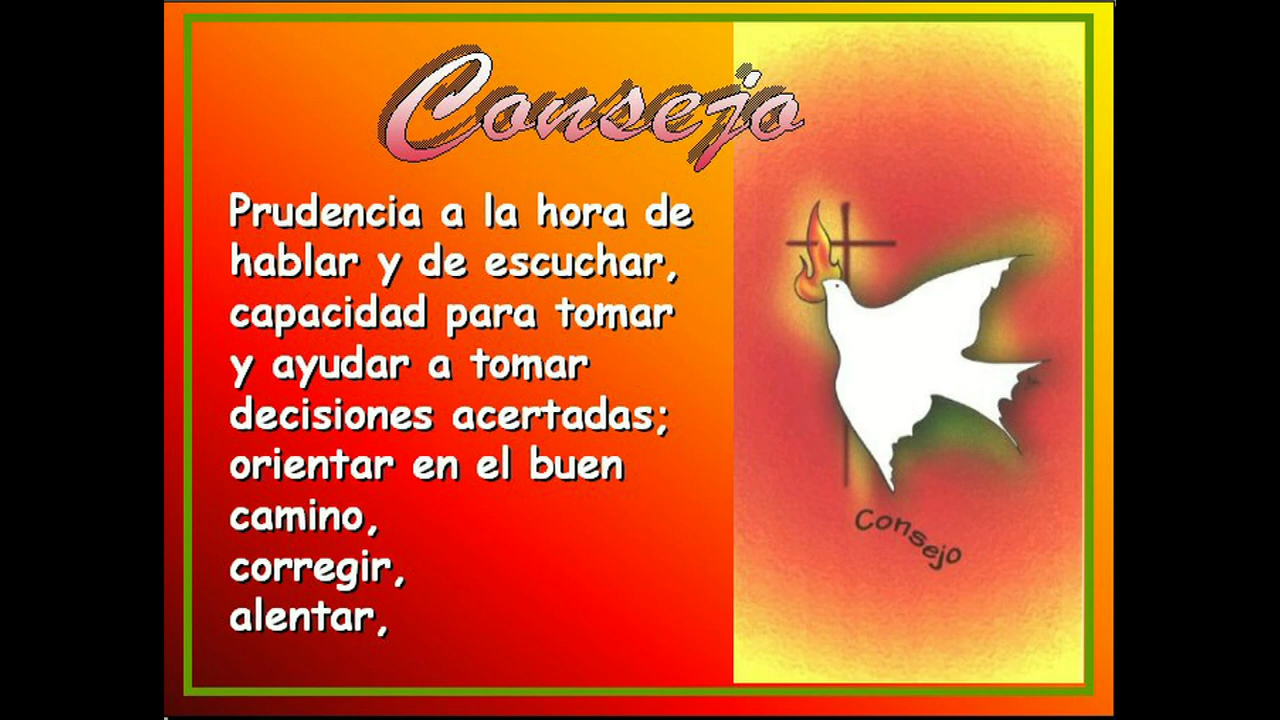 Consejo
Prudencia a la hora de
hablar y de escuchar,
capacidad para tomar
y ayudar a tomar
decisiones acertadas;
orientar en el buen
camino,
corregir,
alentar,
Consejo